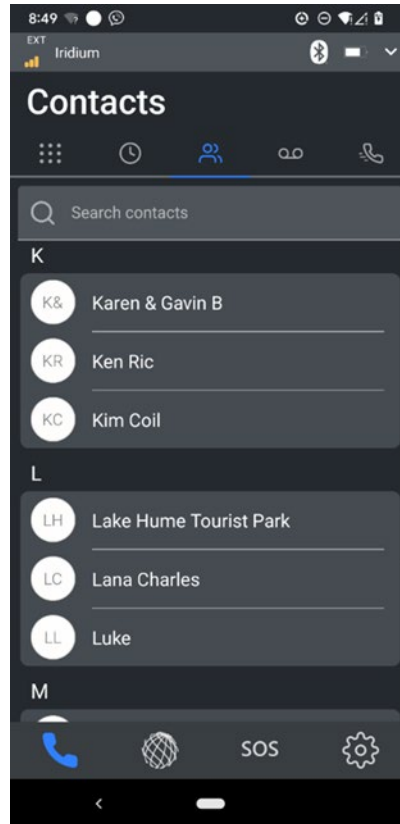 8:49
EXT
Iridium
Contacts
Search contacts
K
K& Karen & Gavin B
KR Ken Ric
KC Kim Coil
L
LH Lake Hume Tourist Park
LC Lana Charles
LL Luke
M
SOS